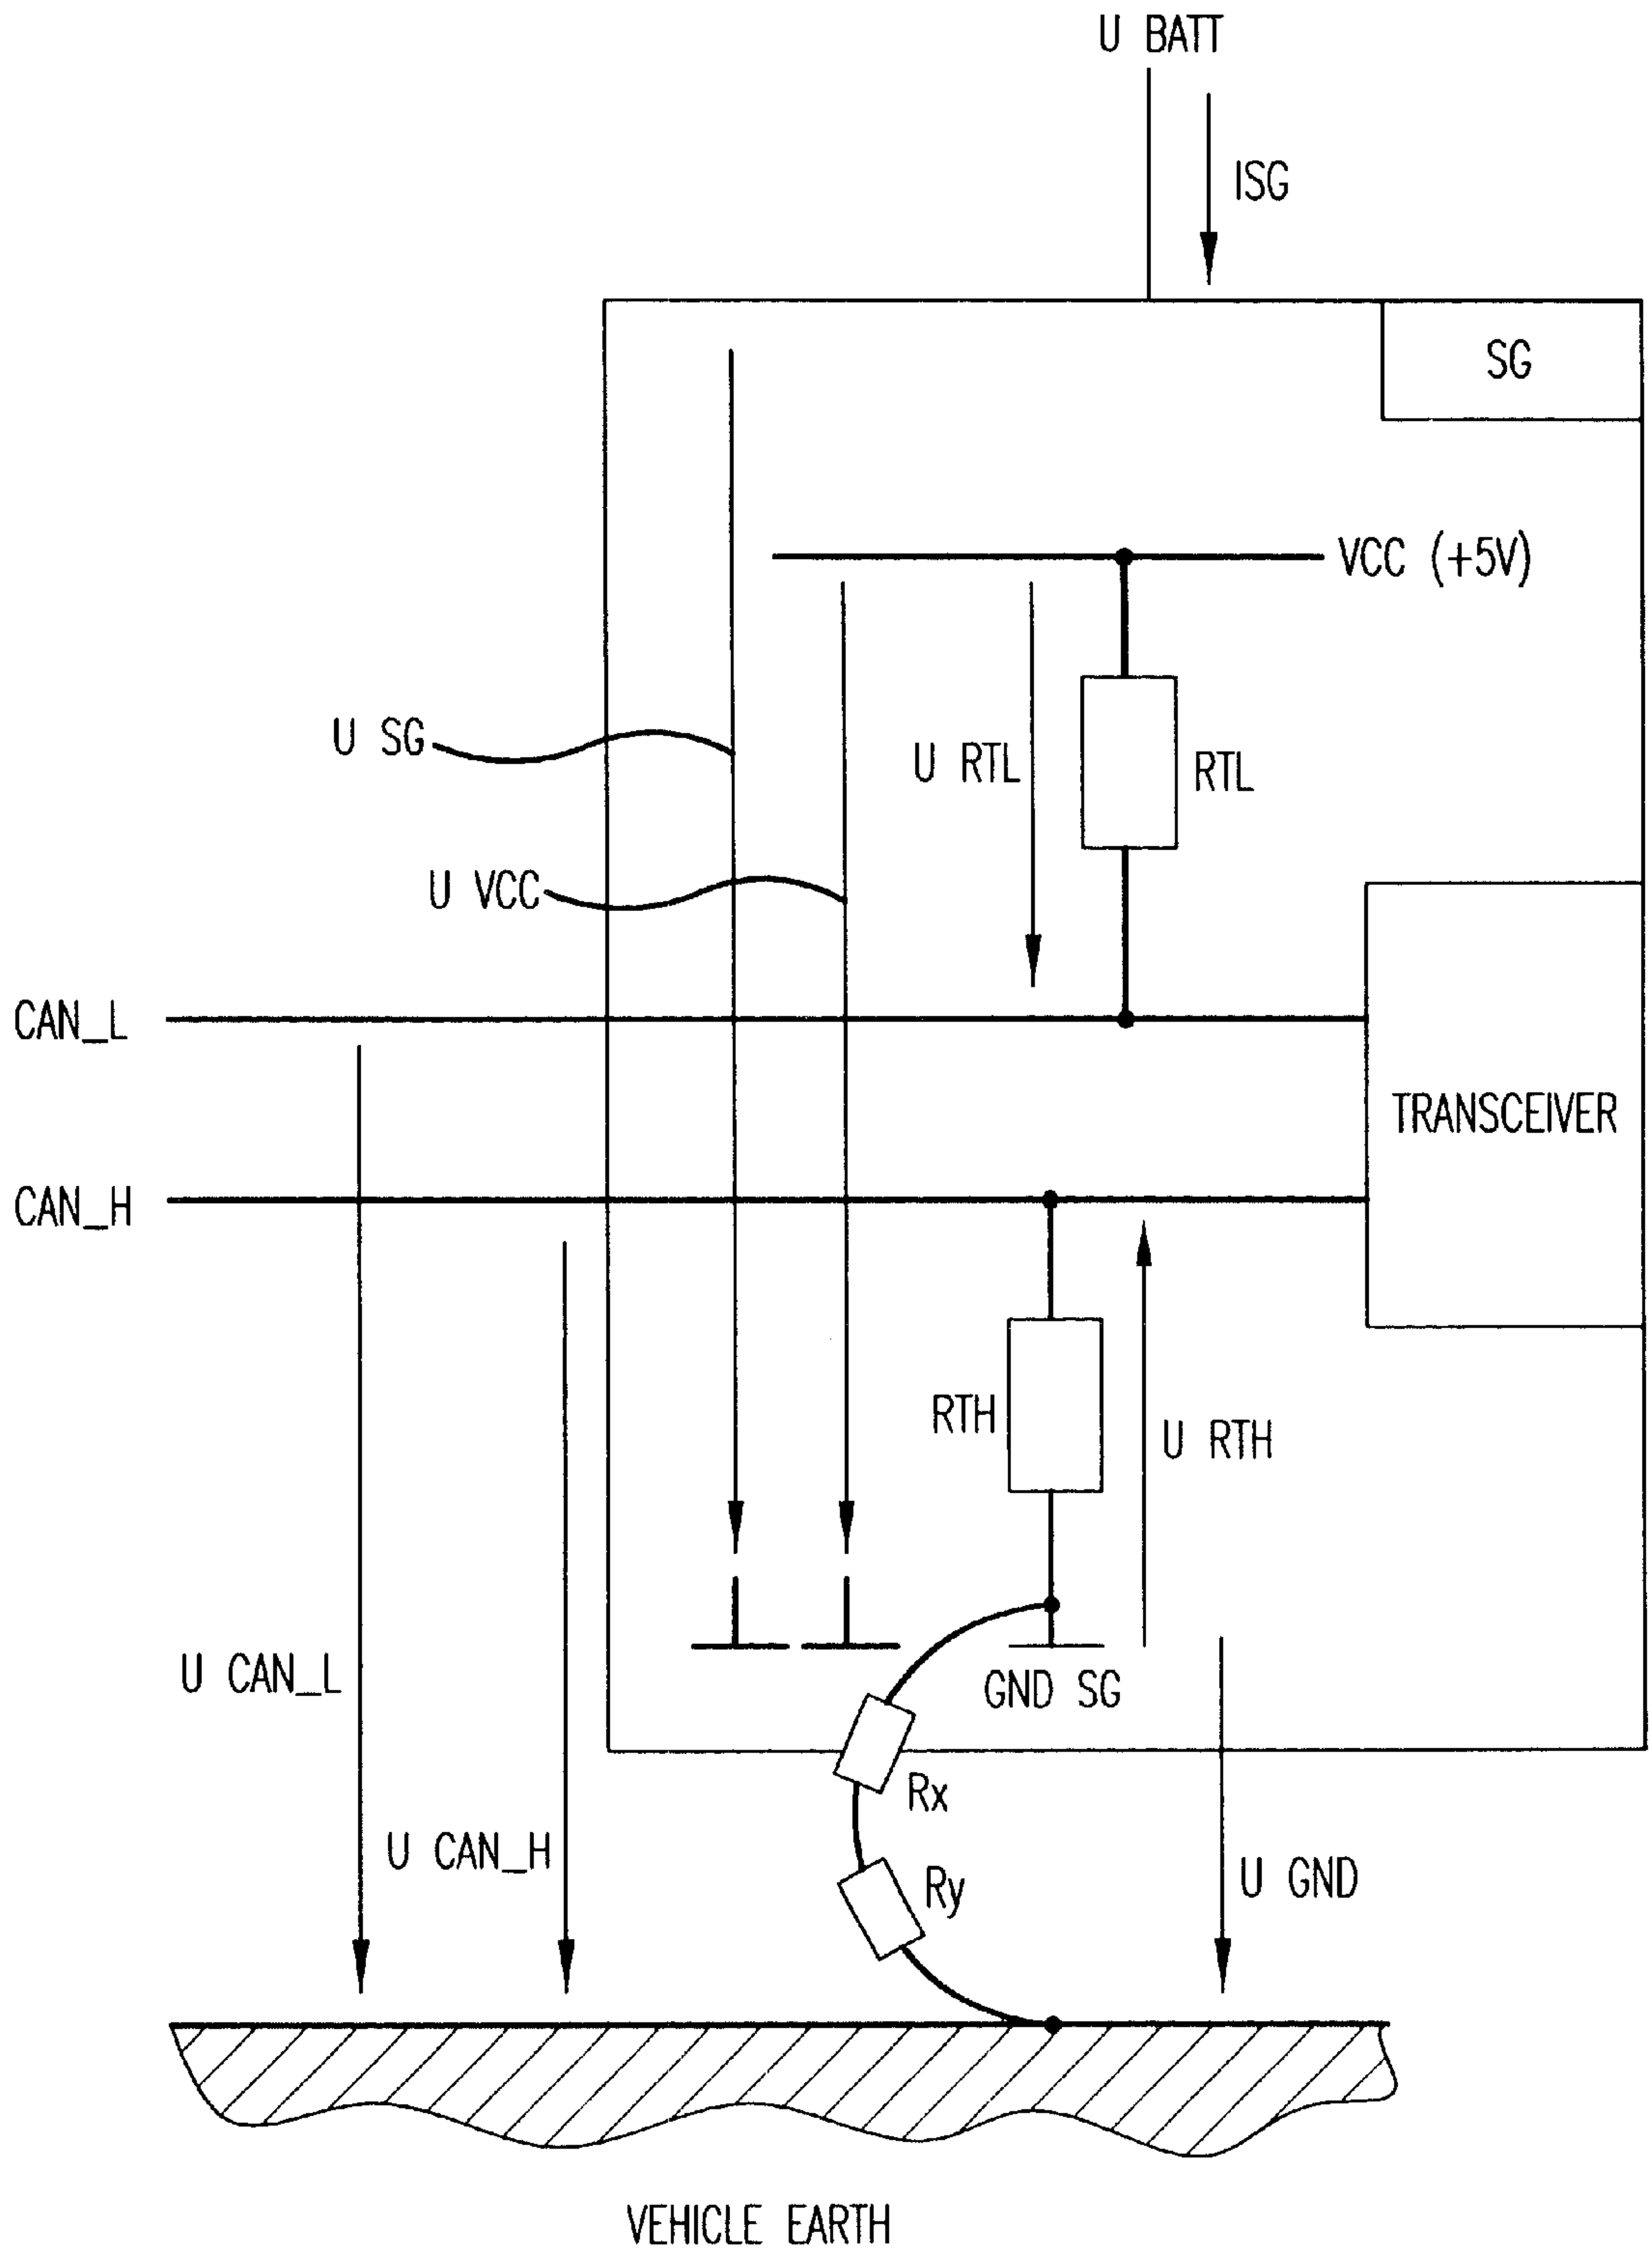 U BATT
ISG
SG
VCC (+5V)
U SG
U RTL
RTL
U VCC
CAN_L
TRANSCEIVER
CAN_H
RTH
U RTH
U CAN_L
GND SG
Rx
U CAN_H
Ry
U GND
VEHICLE EARTH